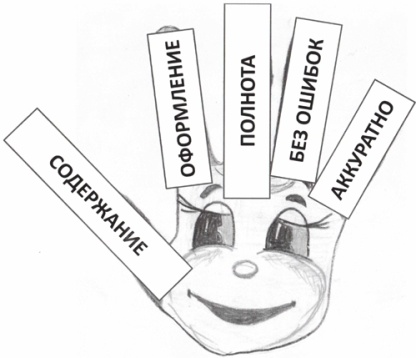 СОДЕРЖАНИЕ
ОФОРМЛЕНИЕ
ПОЛНОТА
БЕЗ ОШИБОК
АККУРАТНО